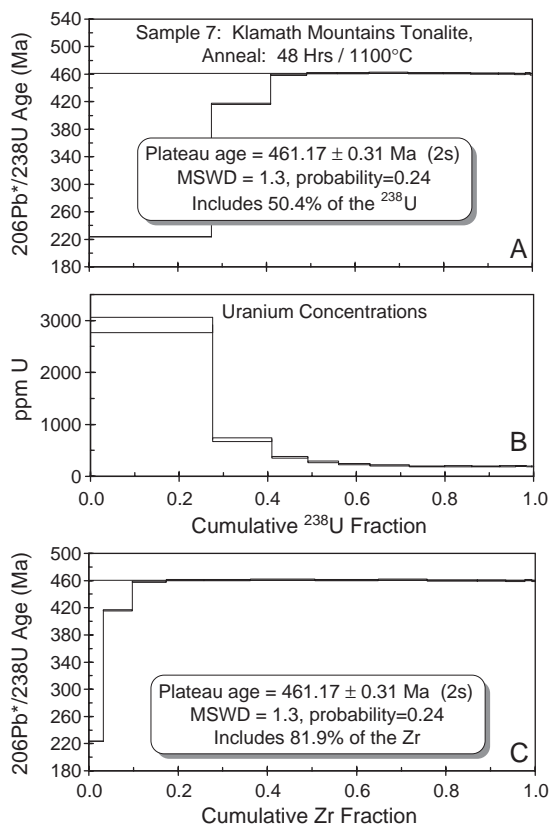 Sample 7: Klamath Mountains Tonalite,
Anneal: 48 Hrs / 1100°C
206Pb*/238U Age (Ma)
540
500
460
420
380
340
300
260
220
180
Plateau age = 461.17 ± 0.31 Ma (2s)
MSWD = 1.3, probability=0.24
Includes 50.4% of the ²³⁸U
A
Uranium Concentrations
ppm U
3000
2000
1000
0
B
0.0 0.2 0.4 0.6 0.8 1.0
Cumulative ²³⁸U Fraction
206Pb*/238U Age (Ma)
500
460
420
380
340
300
260
220
180
Plateau age = 461.17 ± 0.31 Ma (2s)
MSWD = 1.3, probability=0.24
Includes 81.9% of the Zr
C
0.0 0.2 0.4 0.6 0.8 1.0
Cumulative Zr Fraction